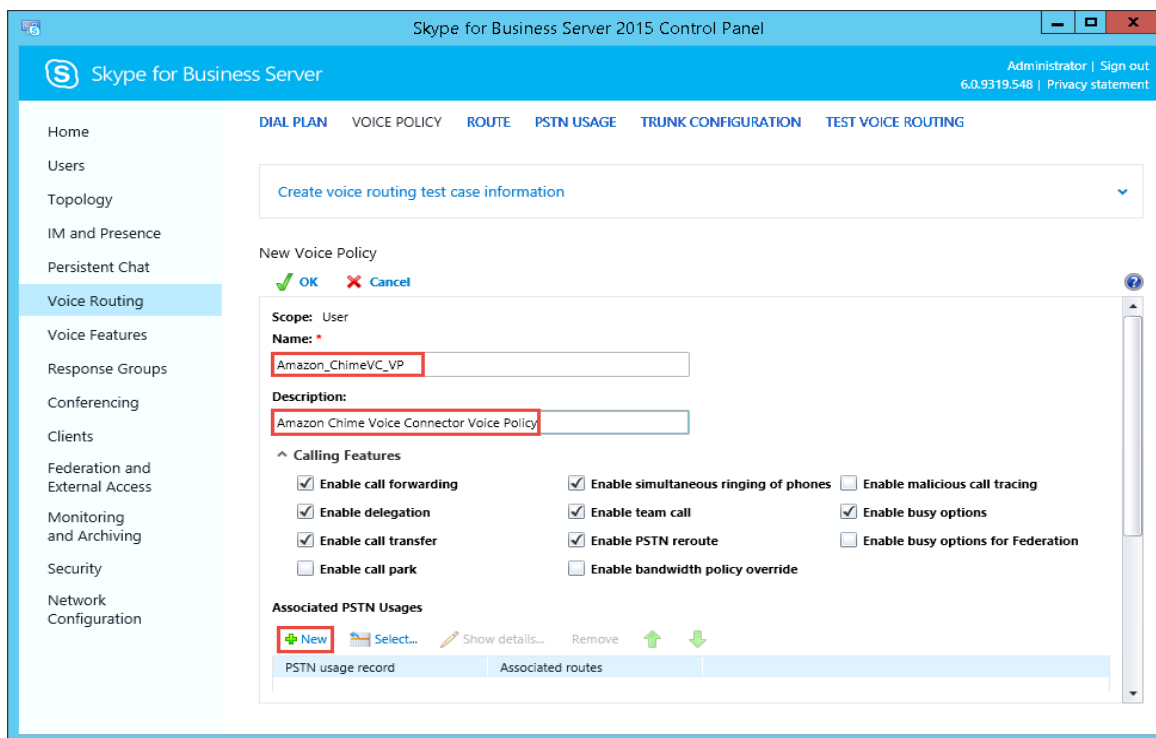 Skype for Business Server 2015 Control Panel
Skype for Business Server
Administrator | Sign out
6.0.9319.548 | Privacy statement
Home
Users
Topology
IM and Presence
Persistent Chat
Voice Routing
Voice Features
Response Groups
Conferencing
Clients
Federation and
External Access
Monitoring
and Archiving
Security
Network
Configuration
DIAL PLAN VOICE POLICY ROUTE PSTN USAGE TRUNK CONFIGURATION TEST VOICE ROUTING
Create voice routing test case information
New Voice Policy
OK Cancel
Scope: User
Name: *
Amazon_ChimeVC_VP
Description:
Amazon Chime Voice Connector Voice Policy
Calling Features
Enable call forwarding Enable simultaneous ringing of phones Enable malicious call tracing
Enable delegation Enable team call Enable busy options
Enable call transfer Enable PSTN reroute Enable busy options for Federation
Enable call park Enable bandwidth policy override
Associated PSTN Usages
New Select... Show details... Remove
PSTN usage record Associated routes